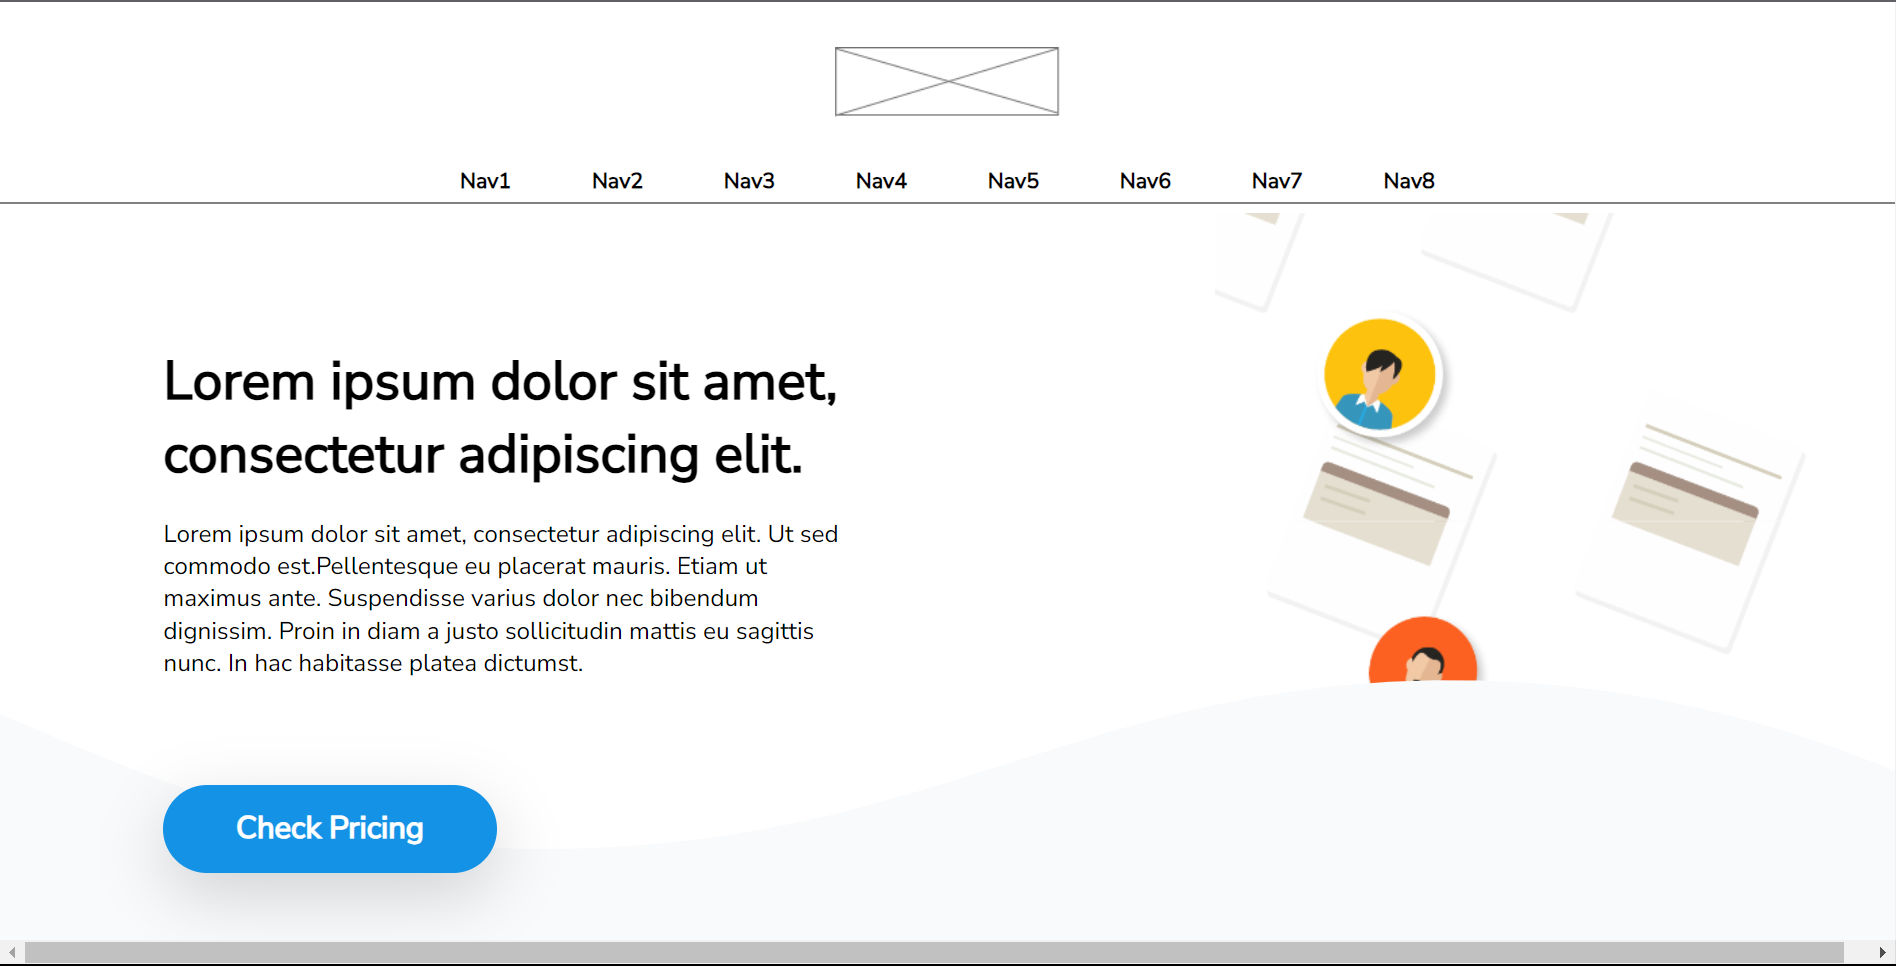 Nav1 Nav2 Nav3 Nav4 Nav5 Nav6 Nav7 Nav8
Lorem ipsum dolor sit amet,
consectetur adipiscing elit.
Lorem ipsum dolor sit amet, consectetur adipiscing elit. Ut sed
commodo est.Pellentesque eu placerat mauris. Etiam ut
maximus ante. Suspendisse varius dolor nec bibendum
dignissim. Proin in diam a justo sollicitudin mattis eu sagittis
nunc. In hac habitasse platea dictumst.
Check Pricing